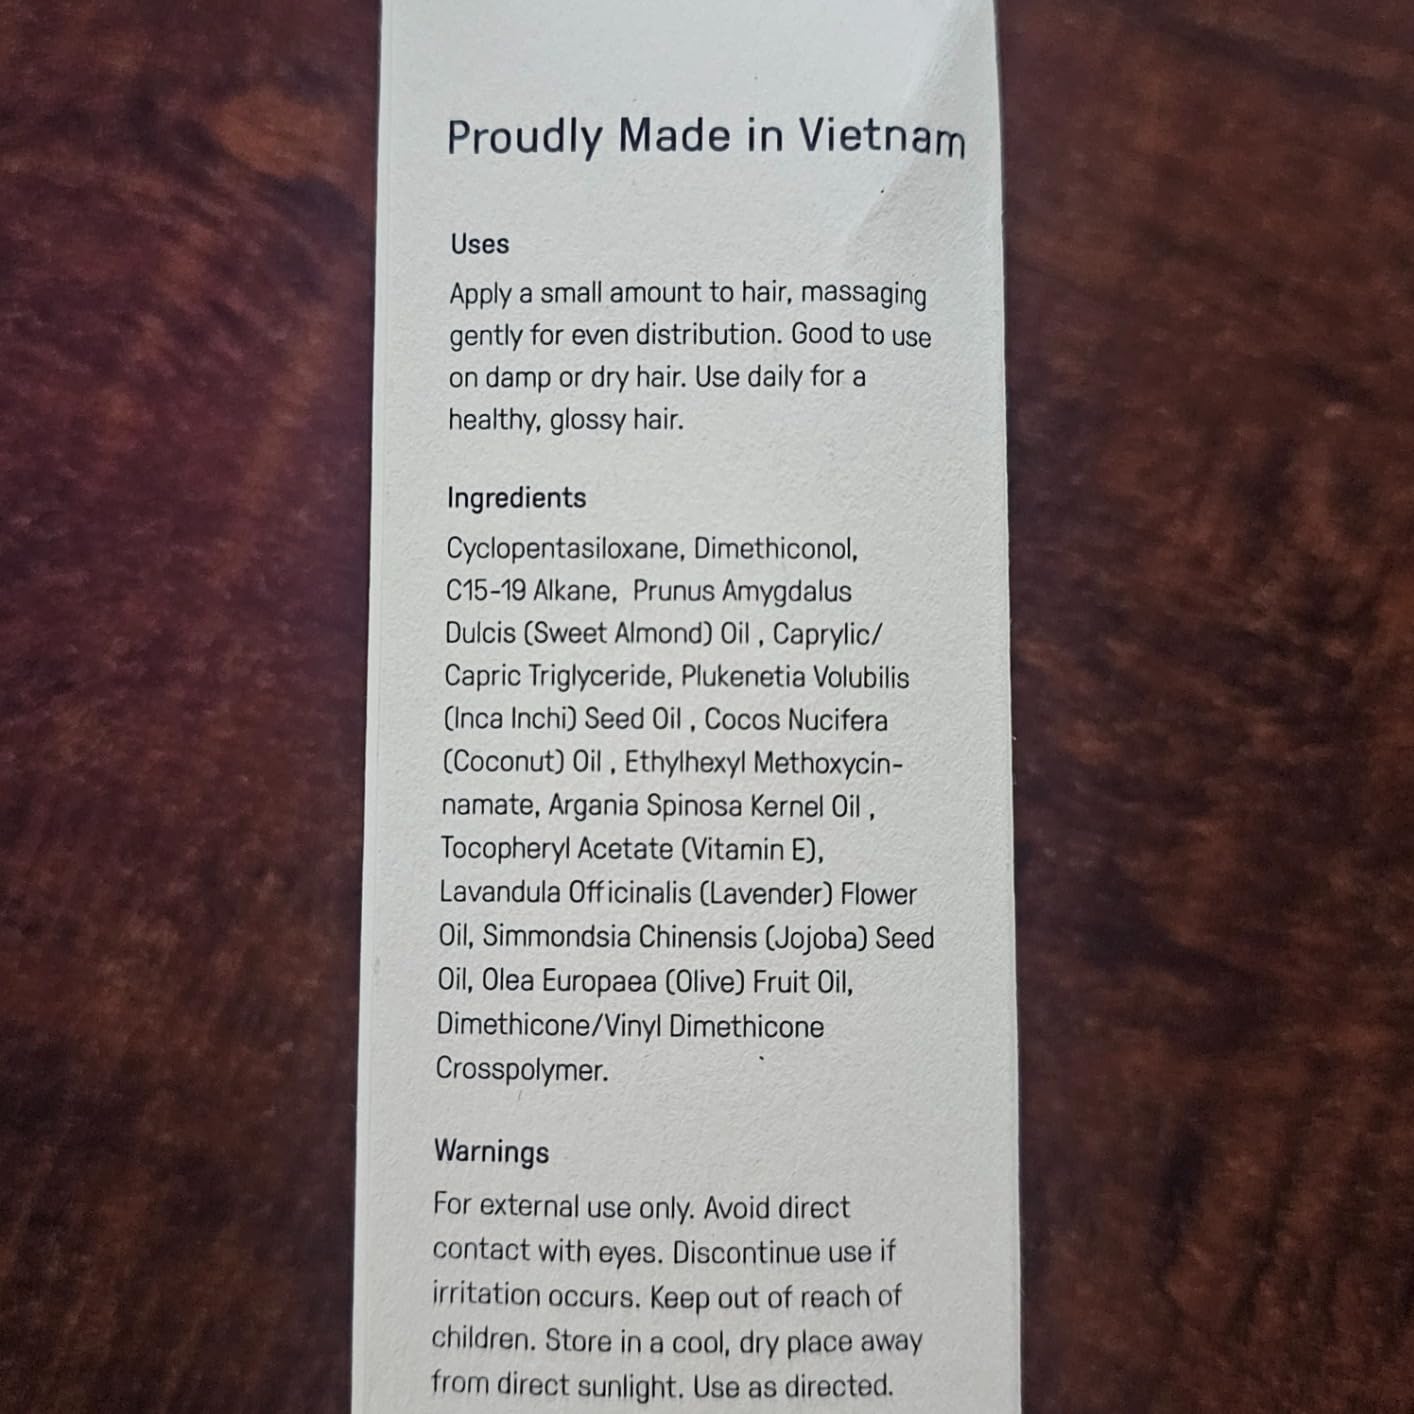 Proudly Made in Vietnam
Uses
Apply a small amount to hair, massaging
gently for even distribution. Good to use
on damp or dry hair. Use daily for a
healthy, glossy hair.
Ingredients
Cyclopentasiloxane, Dimethiconol,
C15-19 Alkane,  Prunus Amygdalus
Dulcis (Sweet Almond) Oil , Caprylic/
Capric Triglyceride, Plukenetia Volubilis
(Inca Inchi) Seed Oil , Cocos Nucifera
(Coconut) Oil , Ethylhexyl Methoxycin-
namate, Argania Spinosa Kernel Oil ,
Tocopheryl Acetate (Vitamin E),
Lavandula Officinalis (Lavender) Flower
Oil, Simmondsia Chinensis (Jojoba) Seed
Oil, Olea Europaea (Olive) Fruit Oil,
Dimethicone/Vinyl Dimethicone
Crosspolymer.
Warnings
For external use only. Avoid direct
contact with eyes. Discontinue use if
irritation occurs. Keep out of reach of
children. Store in a cool, dry place away
from direct sunlight. Use as directed.